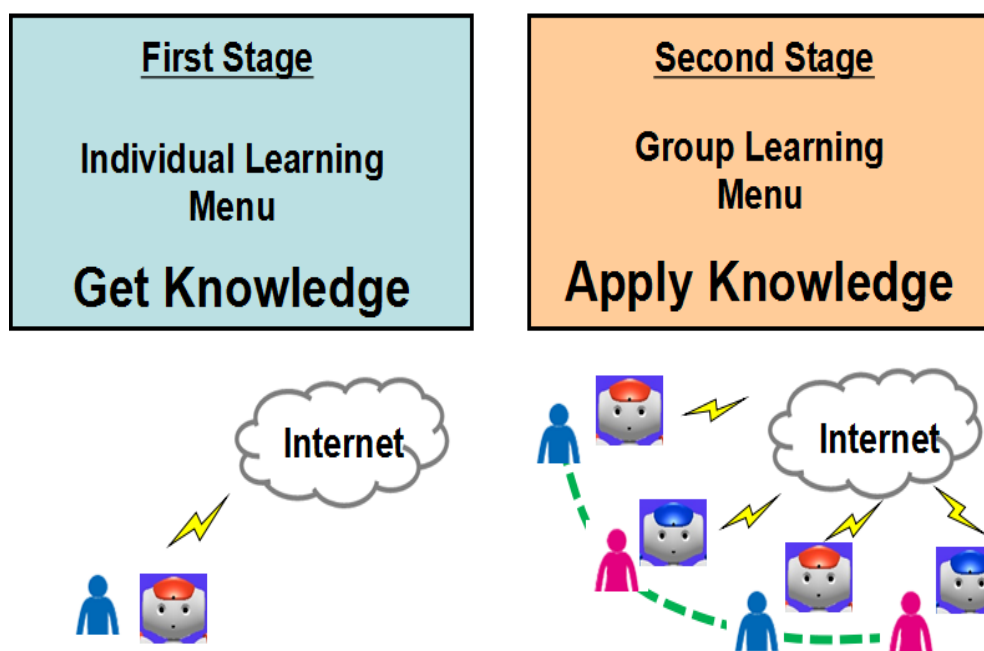 First Stage
Individual Learning
Menu
Get Knowledge
Second Stage
Group Learning
Menu
Apply Knowledge
Internet
Internet